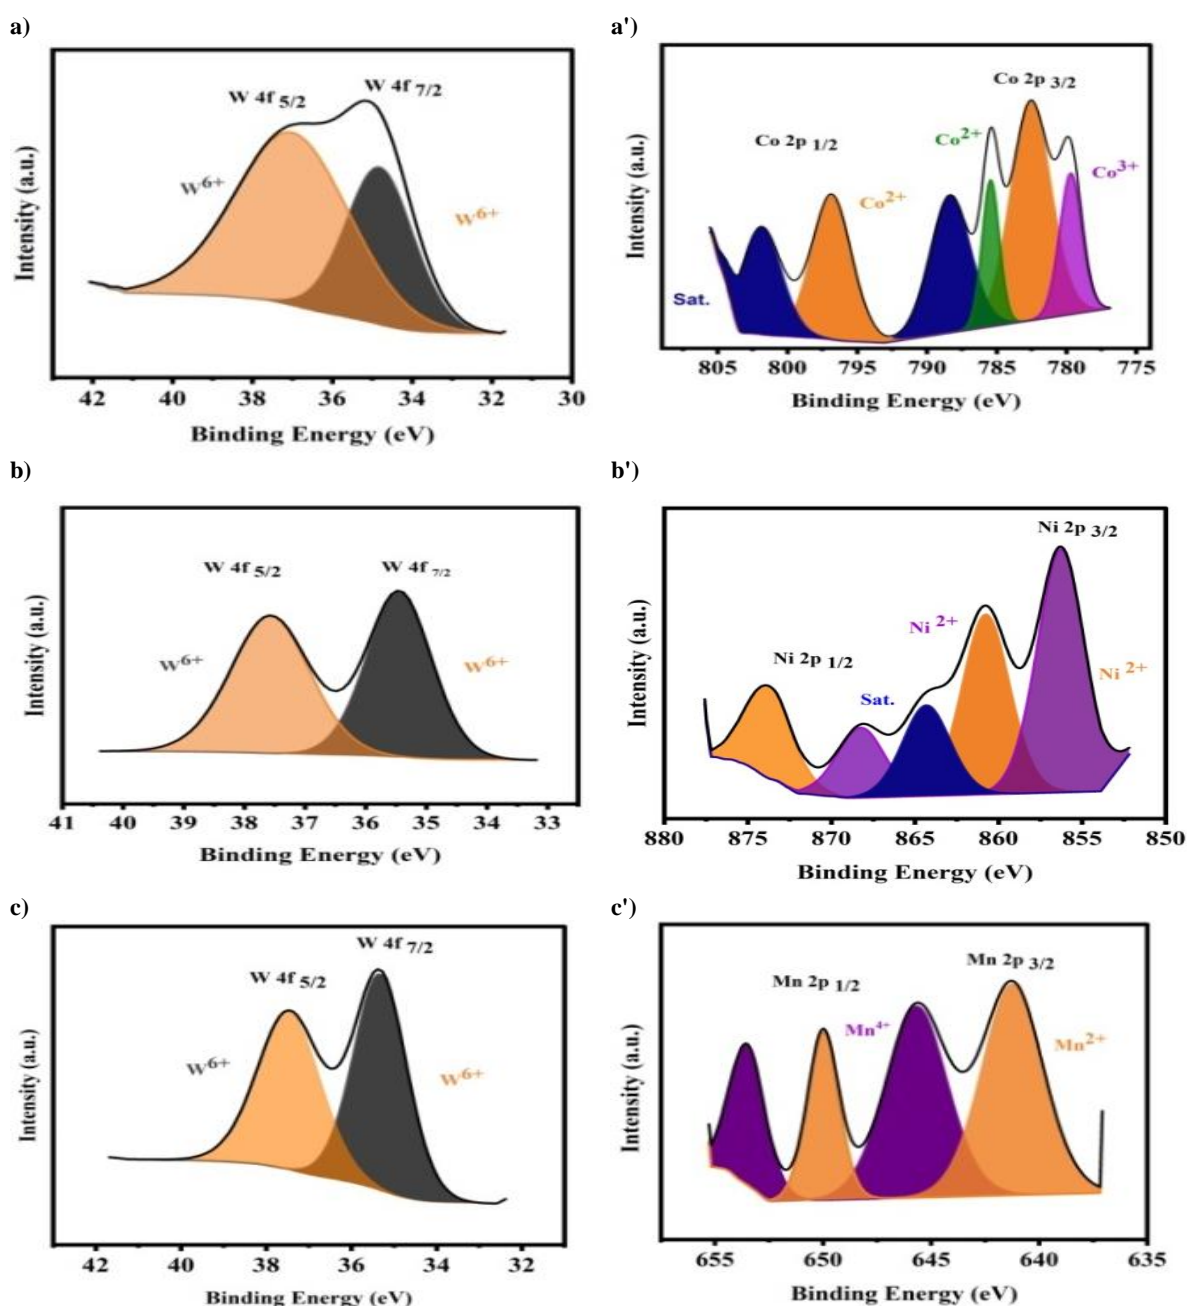 a)
W 4f 5/2
W 4f 7/2
W6+
W6+
Intensity (a.u.)
42 40 38 36 34 32 30
Binding Energy (eV)
a')
Co 2p 3/2
Co 2p 1/2
Co2+
Co3+
Co2+
Sat.
Intensity (a.u.)
805 800 795 790 785 780 775
Binding Energy (eV)
b)
W 4f 5/2
W 4f 7/2
W6+
W6+
Intensity (a.u.)
41 40 39 38 37 36 35 34 33
Binding Energy (eV)
b')
Ni 2p 3/2
Ni 2+
Ni 2p 1/2
Ni 2+
Sat.
Intensity (a.u.)
880 875 870 865 860 855 850
Binding Energy (eV)
c)
W 4f 7/2
W 4f 5/2
W6+
W6+
Intensity (a.u.)
42 40 38 36 34 32
Binding Energy (eV)
c')
Mn 2p 3/2
Mn 2p 1/2
Mn4+
Mn2+
Intensity (a.u.)
655 650 645 640 635
Binding Energy (eV)